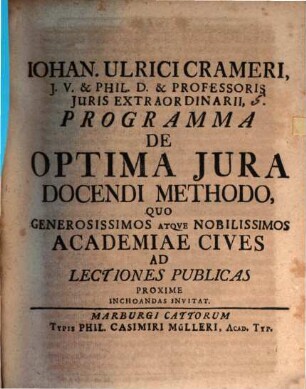 IOHAN. ULRICI CRAMERI,
J. V. & PHIL. D. & PROFESSORIS
JURIS EXTRAORDINARII,
PROGRAMMA
DE
OPTIMA JURA
DOCENDI METHODO,
QUO
GENEROSISSIMOS ATQVE NOBILISSIMOS
ACADEMIAE CIVES
AD
LECTIONES PUBLICAS
PROXIME
INCHOANDAS INVITAT.
MARBURGI CATTORUM
Typis PHIL. CASIMIRI MüLLERI, Acad. Typ.